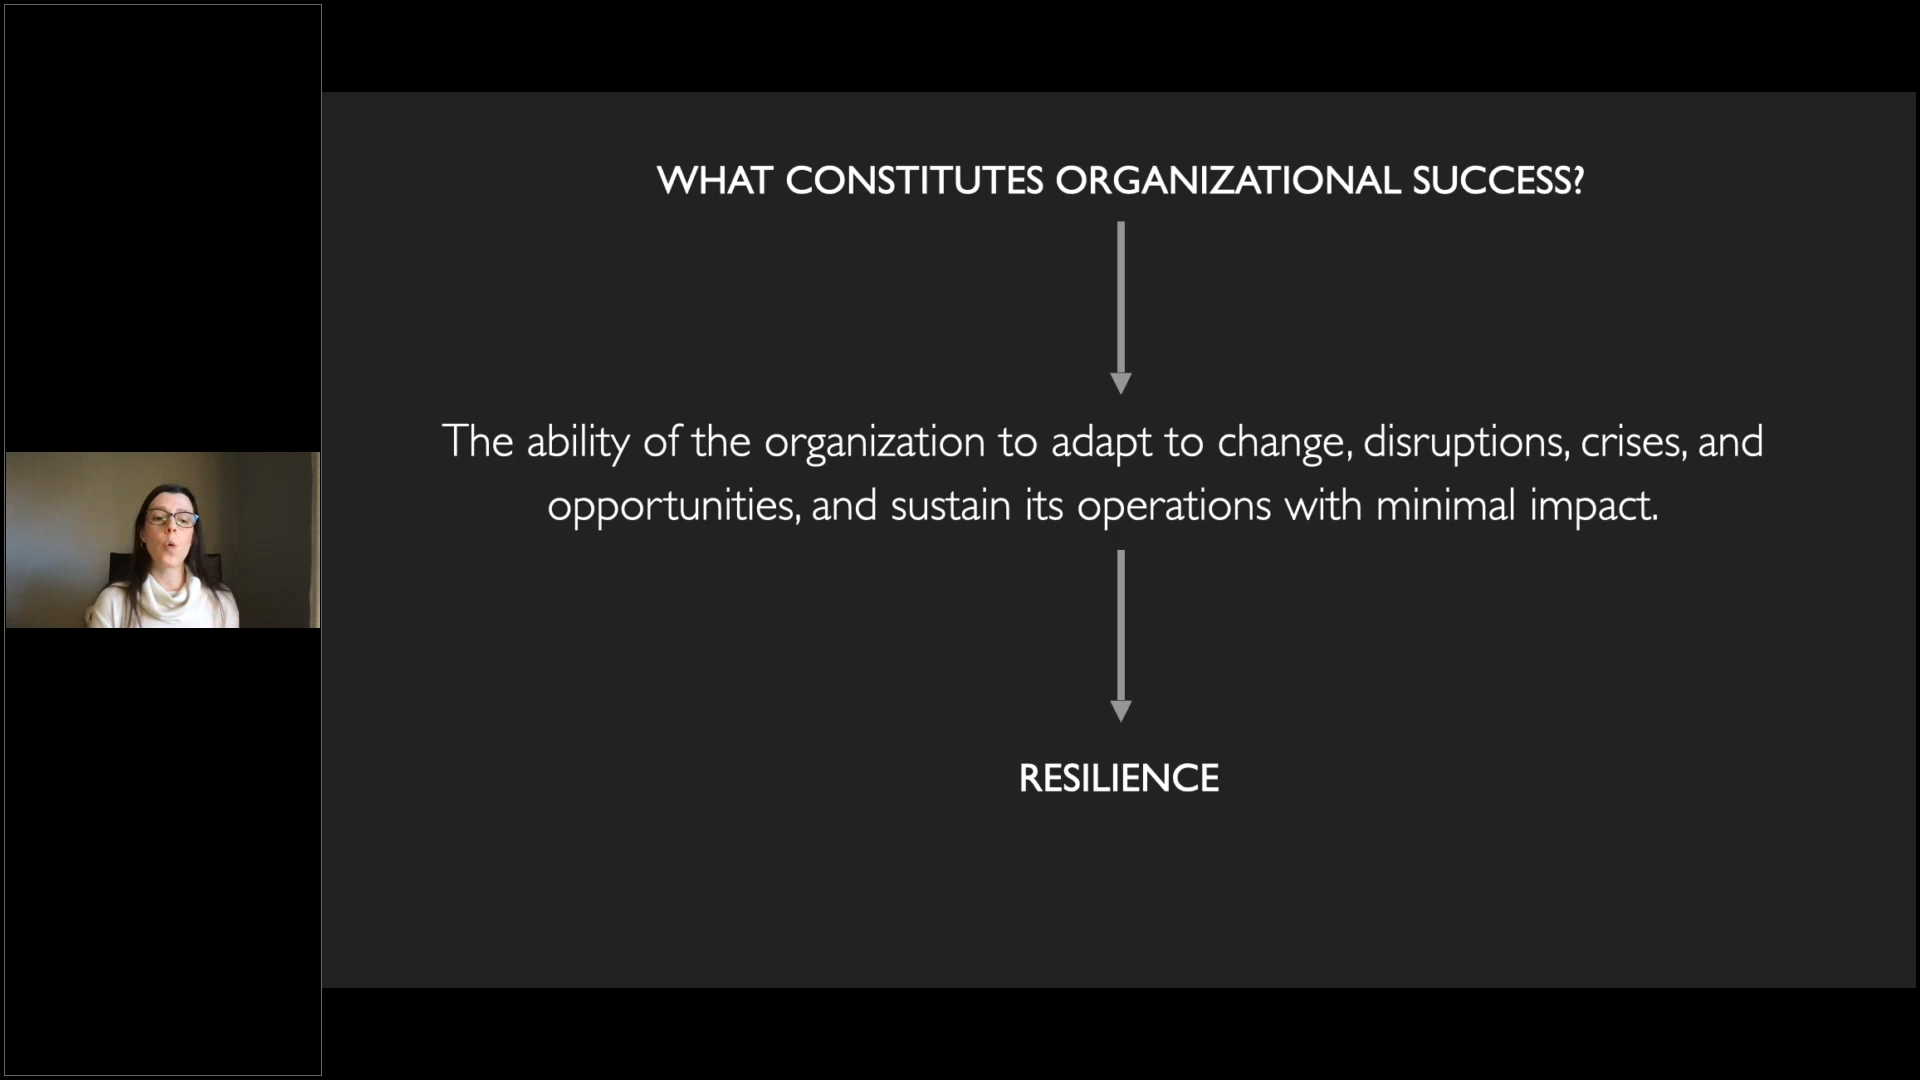 WHAT CONSTITUTES ORGANIZATIONAL SUCCESS?
The ability of the organization to adapt to change, disruptions, crises, and
opportunities, and sustain its operations with minimal impact.
RESILIENCE